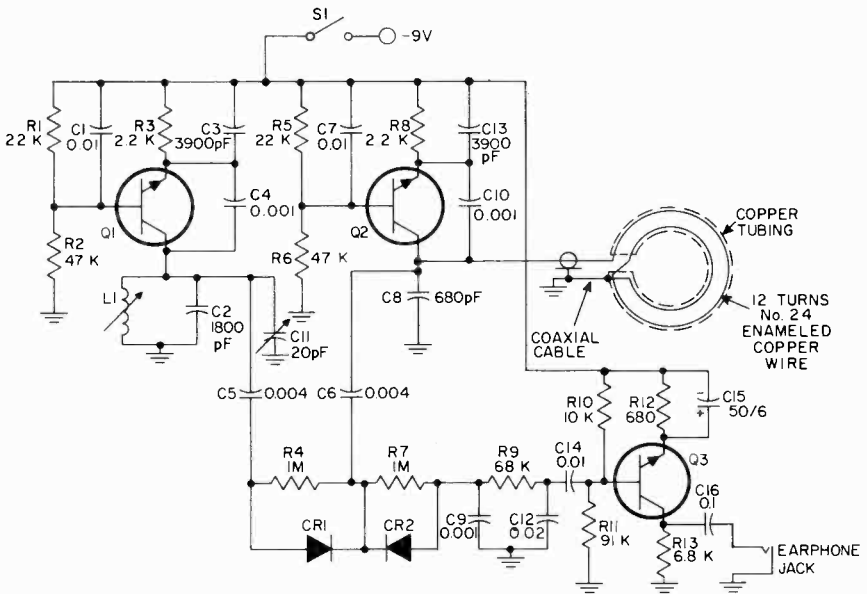 S1
-9V
R1
22 K
C1
0.01
R3
2.2 K
C3
3900pF
R5
22 K
C7
0.01
R8
2.2 K
C13
3900
pF
C4
0.001
C10
0.001
Q1
Q2
R2
47 K
R6
47 K
COPPER
TUBING
L1
C2
1800
pF
C11
20pF
C8
680pF
COAXIAL
CABLE
12 TURNS
No. 24
ENAMELED
COPPER
WIRE
C5
0.004
C6
0.004
R10
10 K
R12
680
-
C15
+
50/6
R4
1M
R7
1M
R9
68 K
C14
0.01
Q3
C16
0.1
CR1
CR2
C9
0.001
C12
0.02
R11
91 K
R13
6.8 K
EARPHONE
JACK